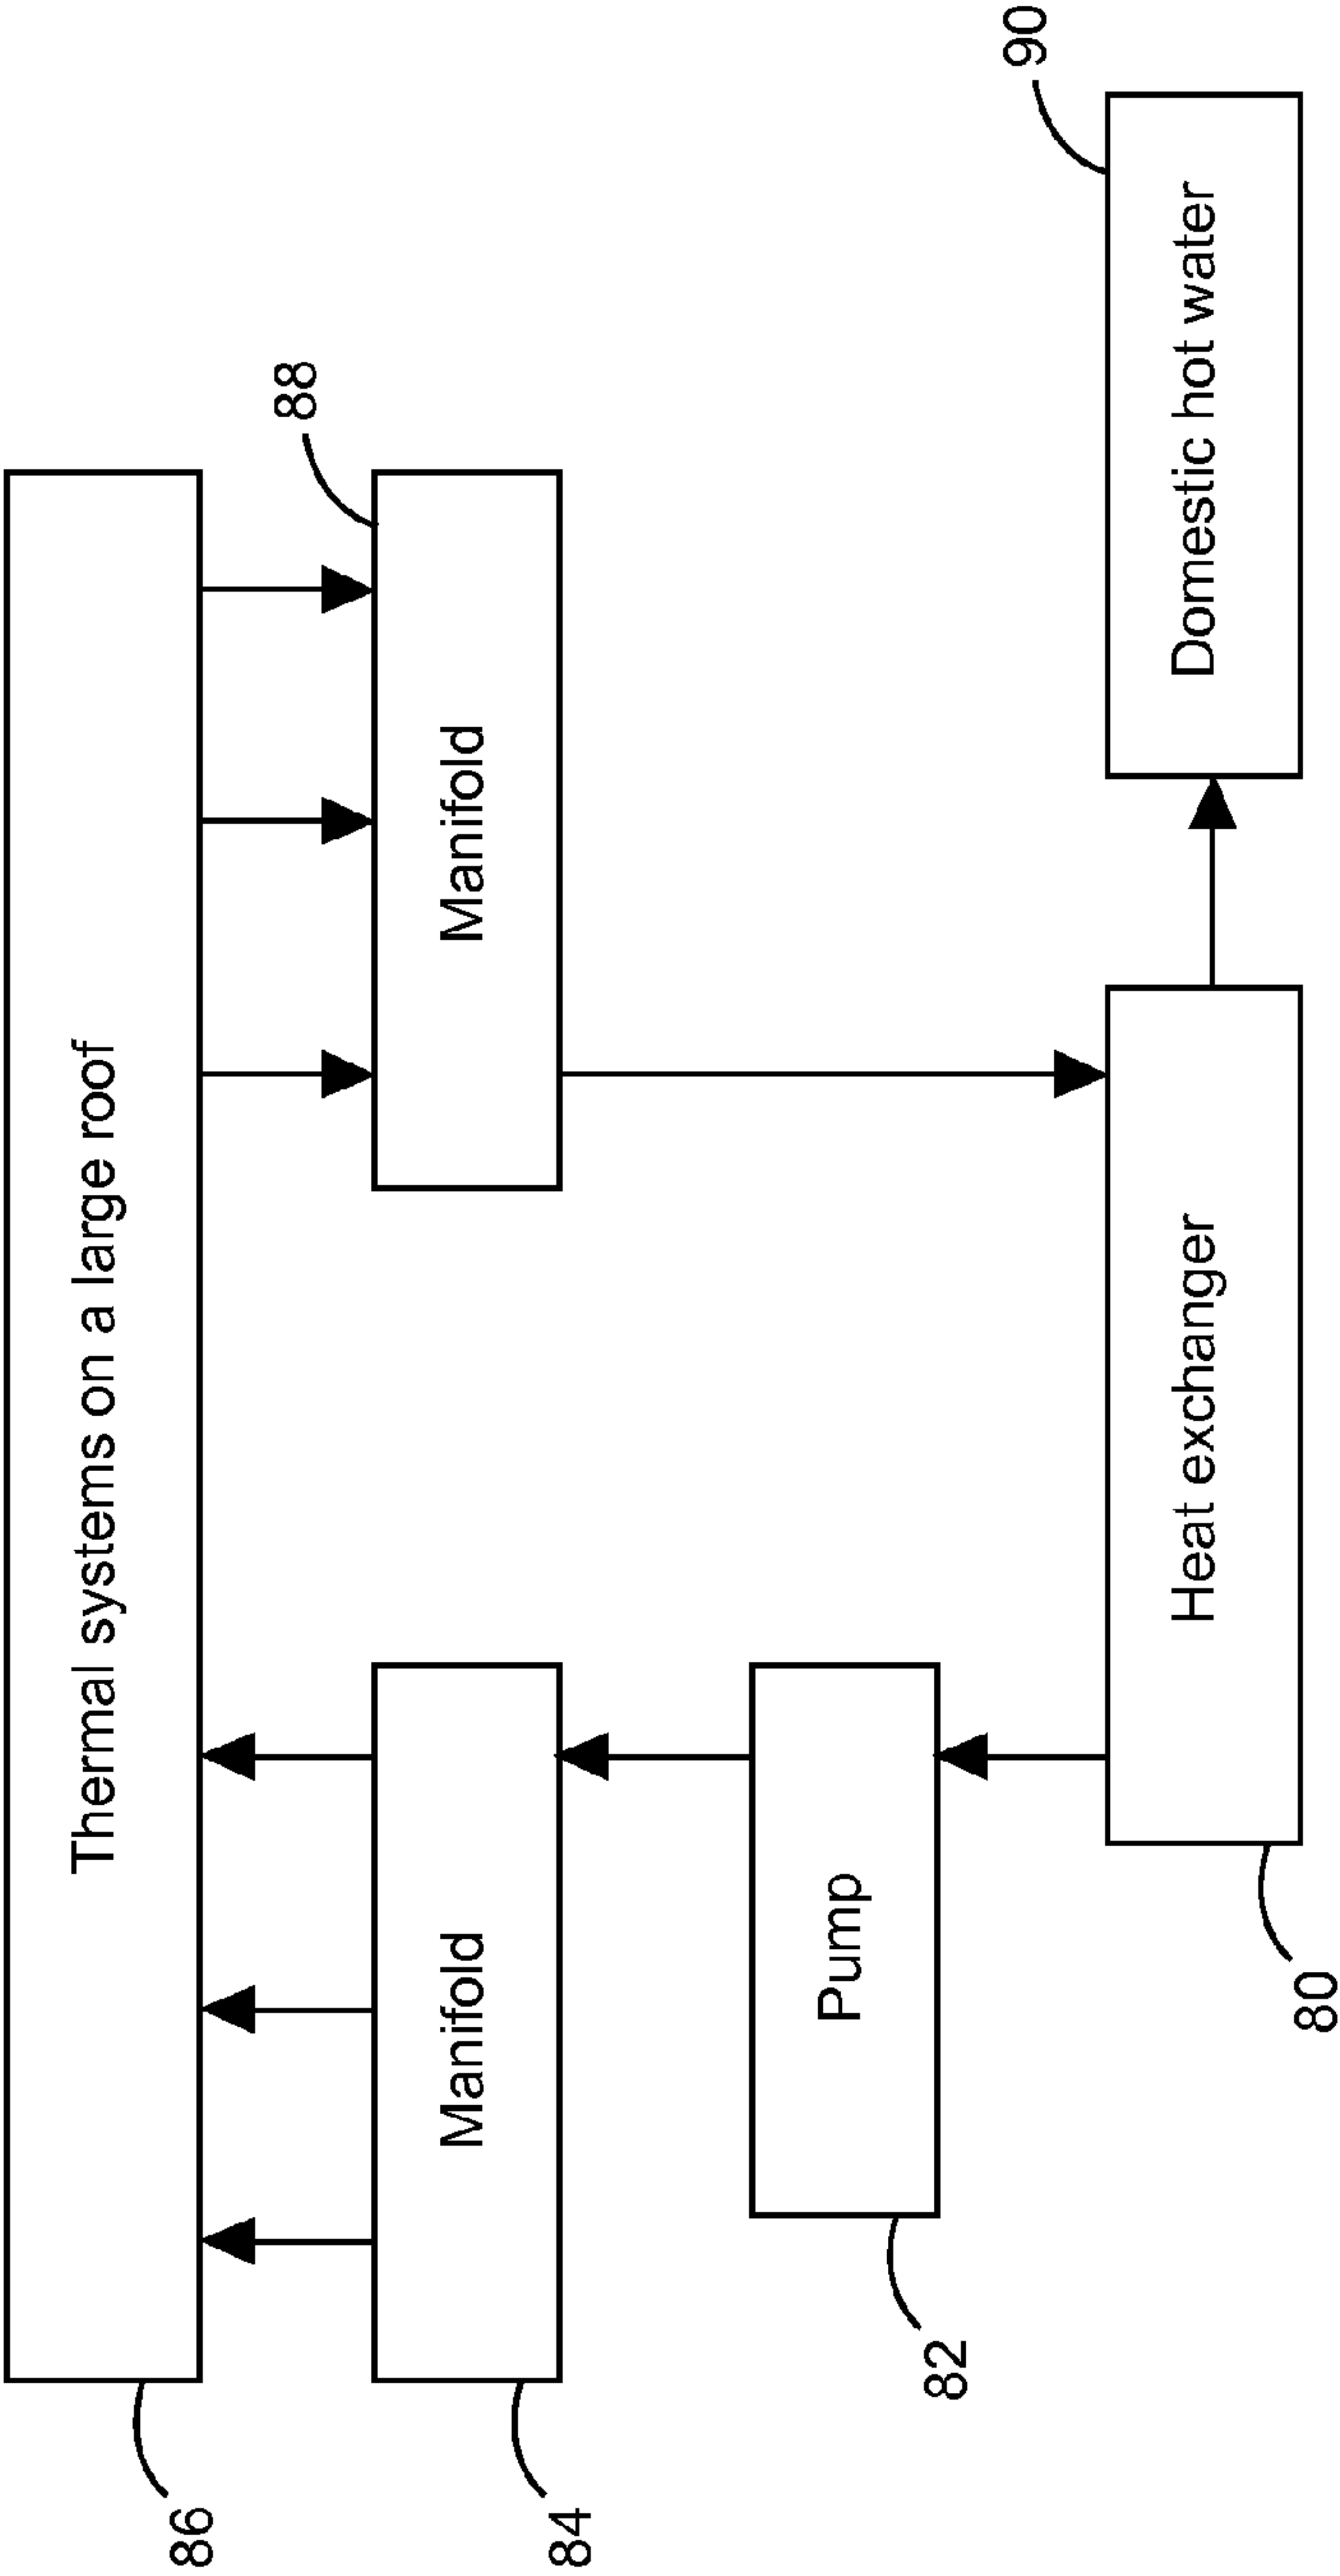 Thermal systems on a large roof
86
88
Manifold
Manifold
84
Pump
82
90
Heat exchanger
Domestic hot water
80